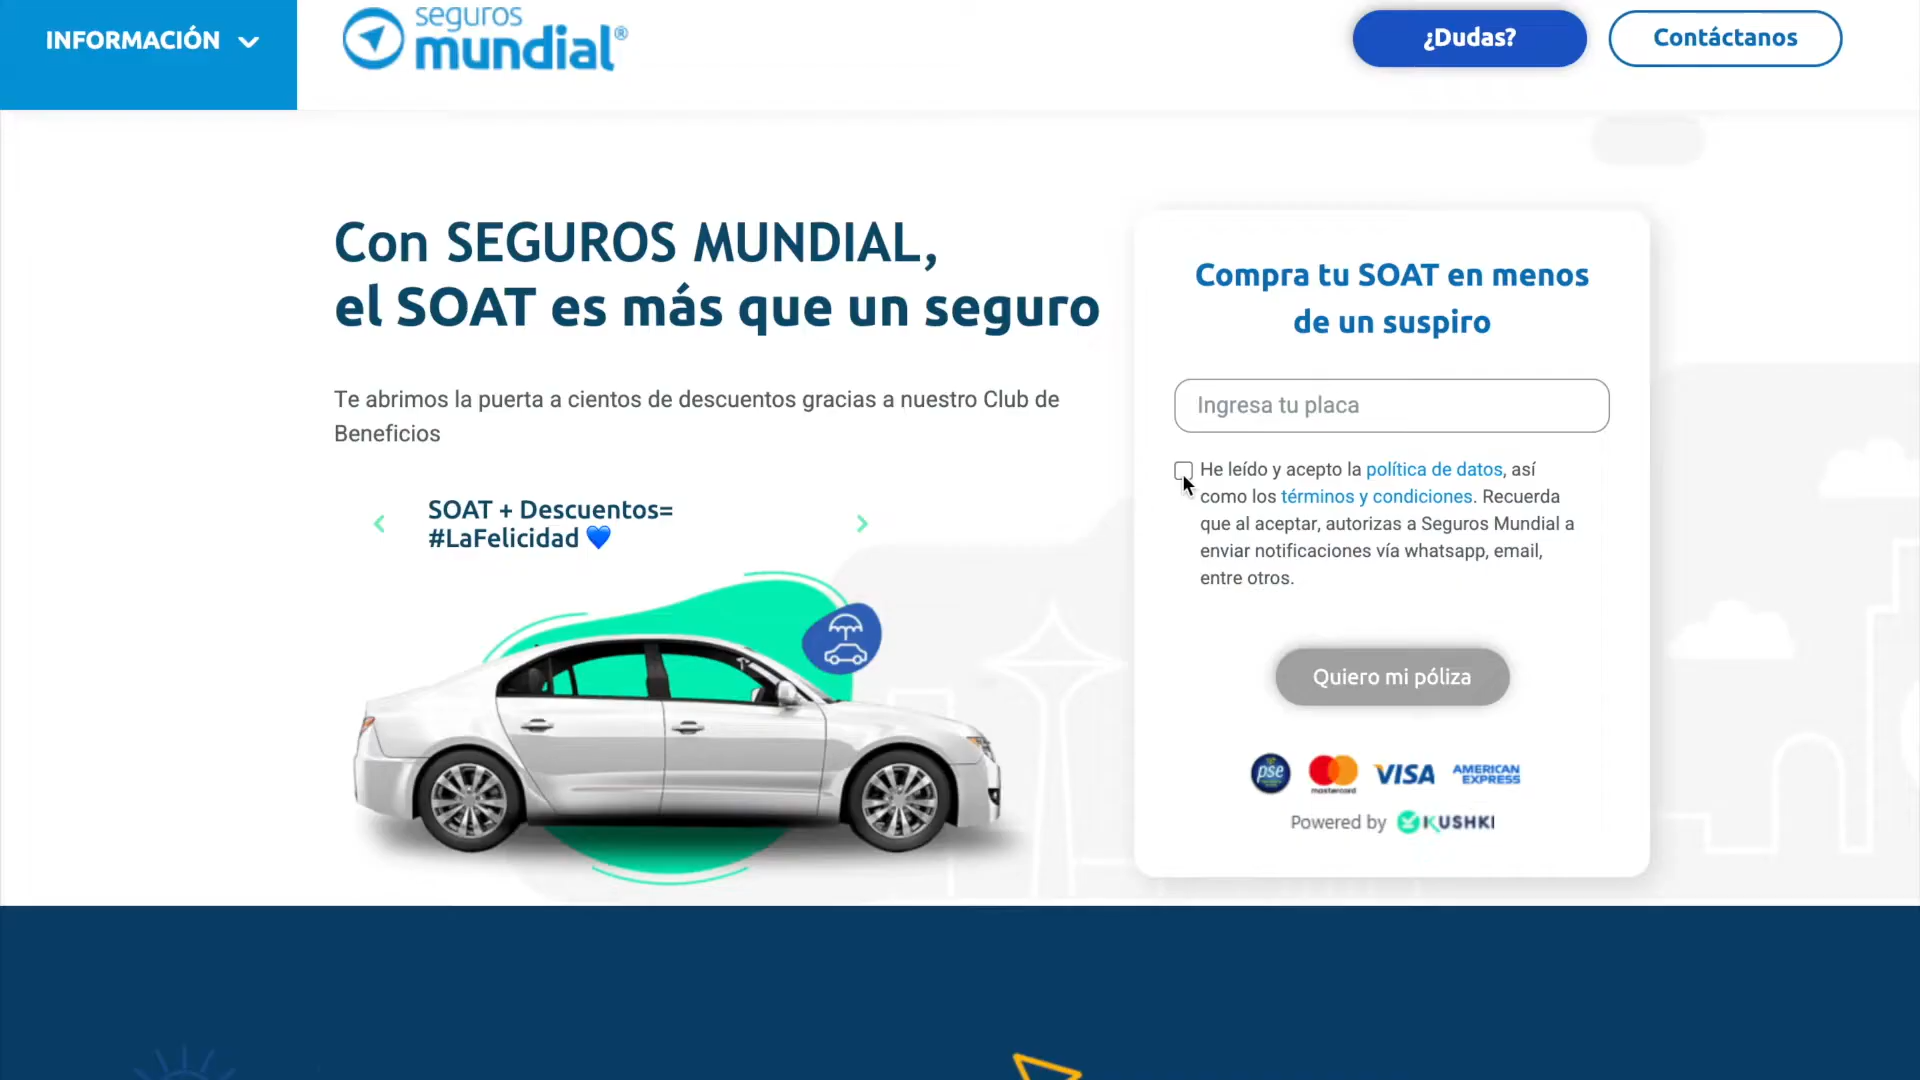 INFORMACIÓN
seguros
mundial®
¿Dudas?
Contáctanos
Con SEGUROS MUNDIAL,
el SOAT es más que un seguro
Te abrimos la puerta a cientos de descuentos gracias a nuestro Club de
Beneficios
SOAT + Descuentos=
#LaFelicidad 💙
Compra tu SOAT en menos
de un suspiro
Ingresa tu placa
He leído y acepto la política de datos, así
como los términos y condiciones. Recuerda
que al aceptar, autorizas a Seguros Mundial a
enviar notificaciones vía whatsapp, email,
entre otros.
Quiero mi póliza
pse
mastercard
VISA
AMERICAN
EXPRESS
Powered by KUSHKI